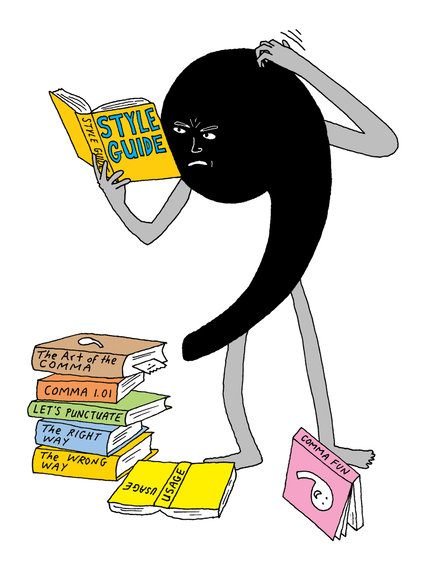 STYLE
GUIDE
STYLE GUIDE
The Art of the
COMMA
COMMA 1.01
LET'S PUNCTUATE
The RIGHT
WAY
The WRONG
WAY
USAGE
USAGE
COMMA FUN